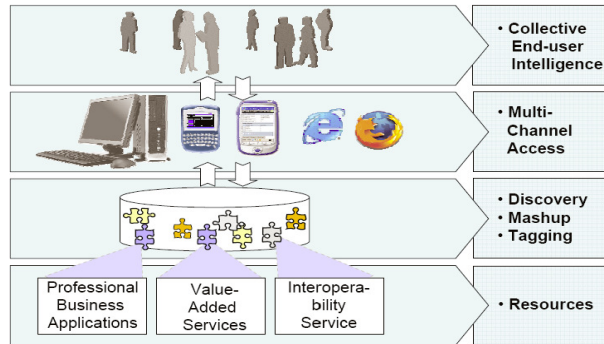 • Collective
End-user
Intelligence
• Multi-
Channel
Access
• Discovery
• Mashup
• Tagging
Professional
Business
Applications
Value-
Added
Services
Interopera-
bility
Service
• Resources